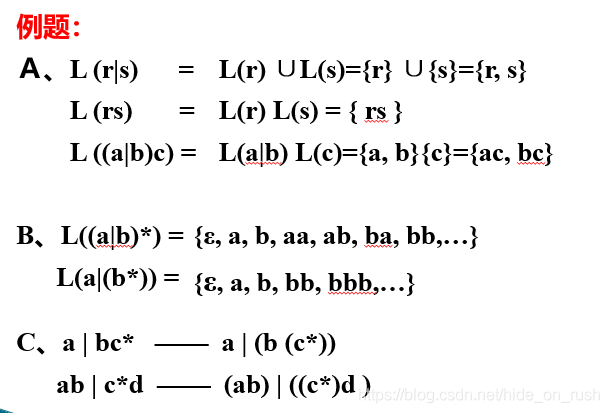 例题：
A、L (r|s) = L(r) ∪L(s)={r} ∪{s}={r, s}
L (rs) = L(r) L(s) = { rs }
L ((a|b)c) = L(a|b) L(c)={a, b}{c}={ac, bc}
B、L((a|b)*) = {ε, a, b, aa, ab, ba, bb,…}
L(a|(b*)) = {ε, a, b, bb, bbb,…}
C、a | bc* —— a | (b (c*))
ab | c*d —— (ab) | ((c*)d )
https://blog.csdn.net/hide_on_rush